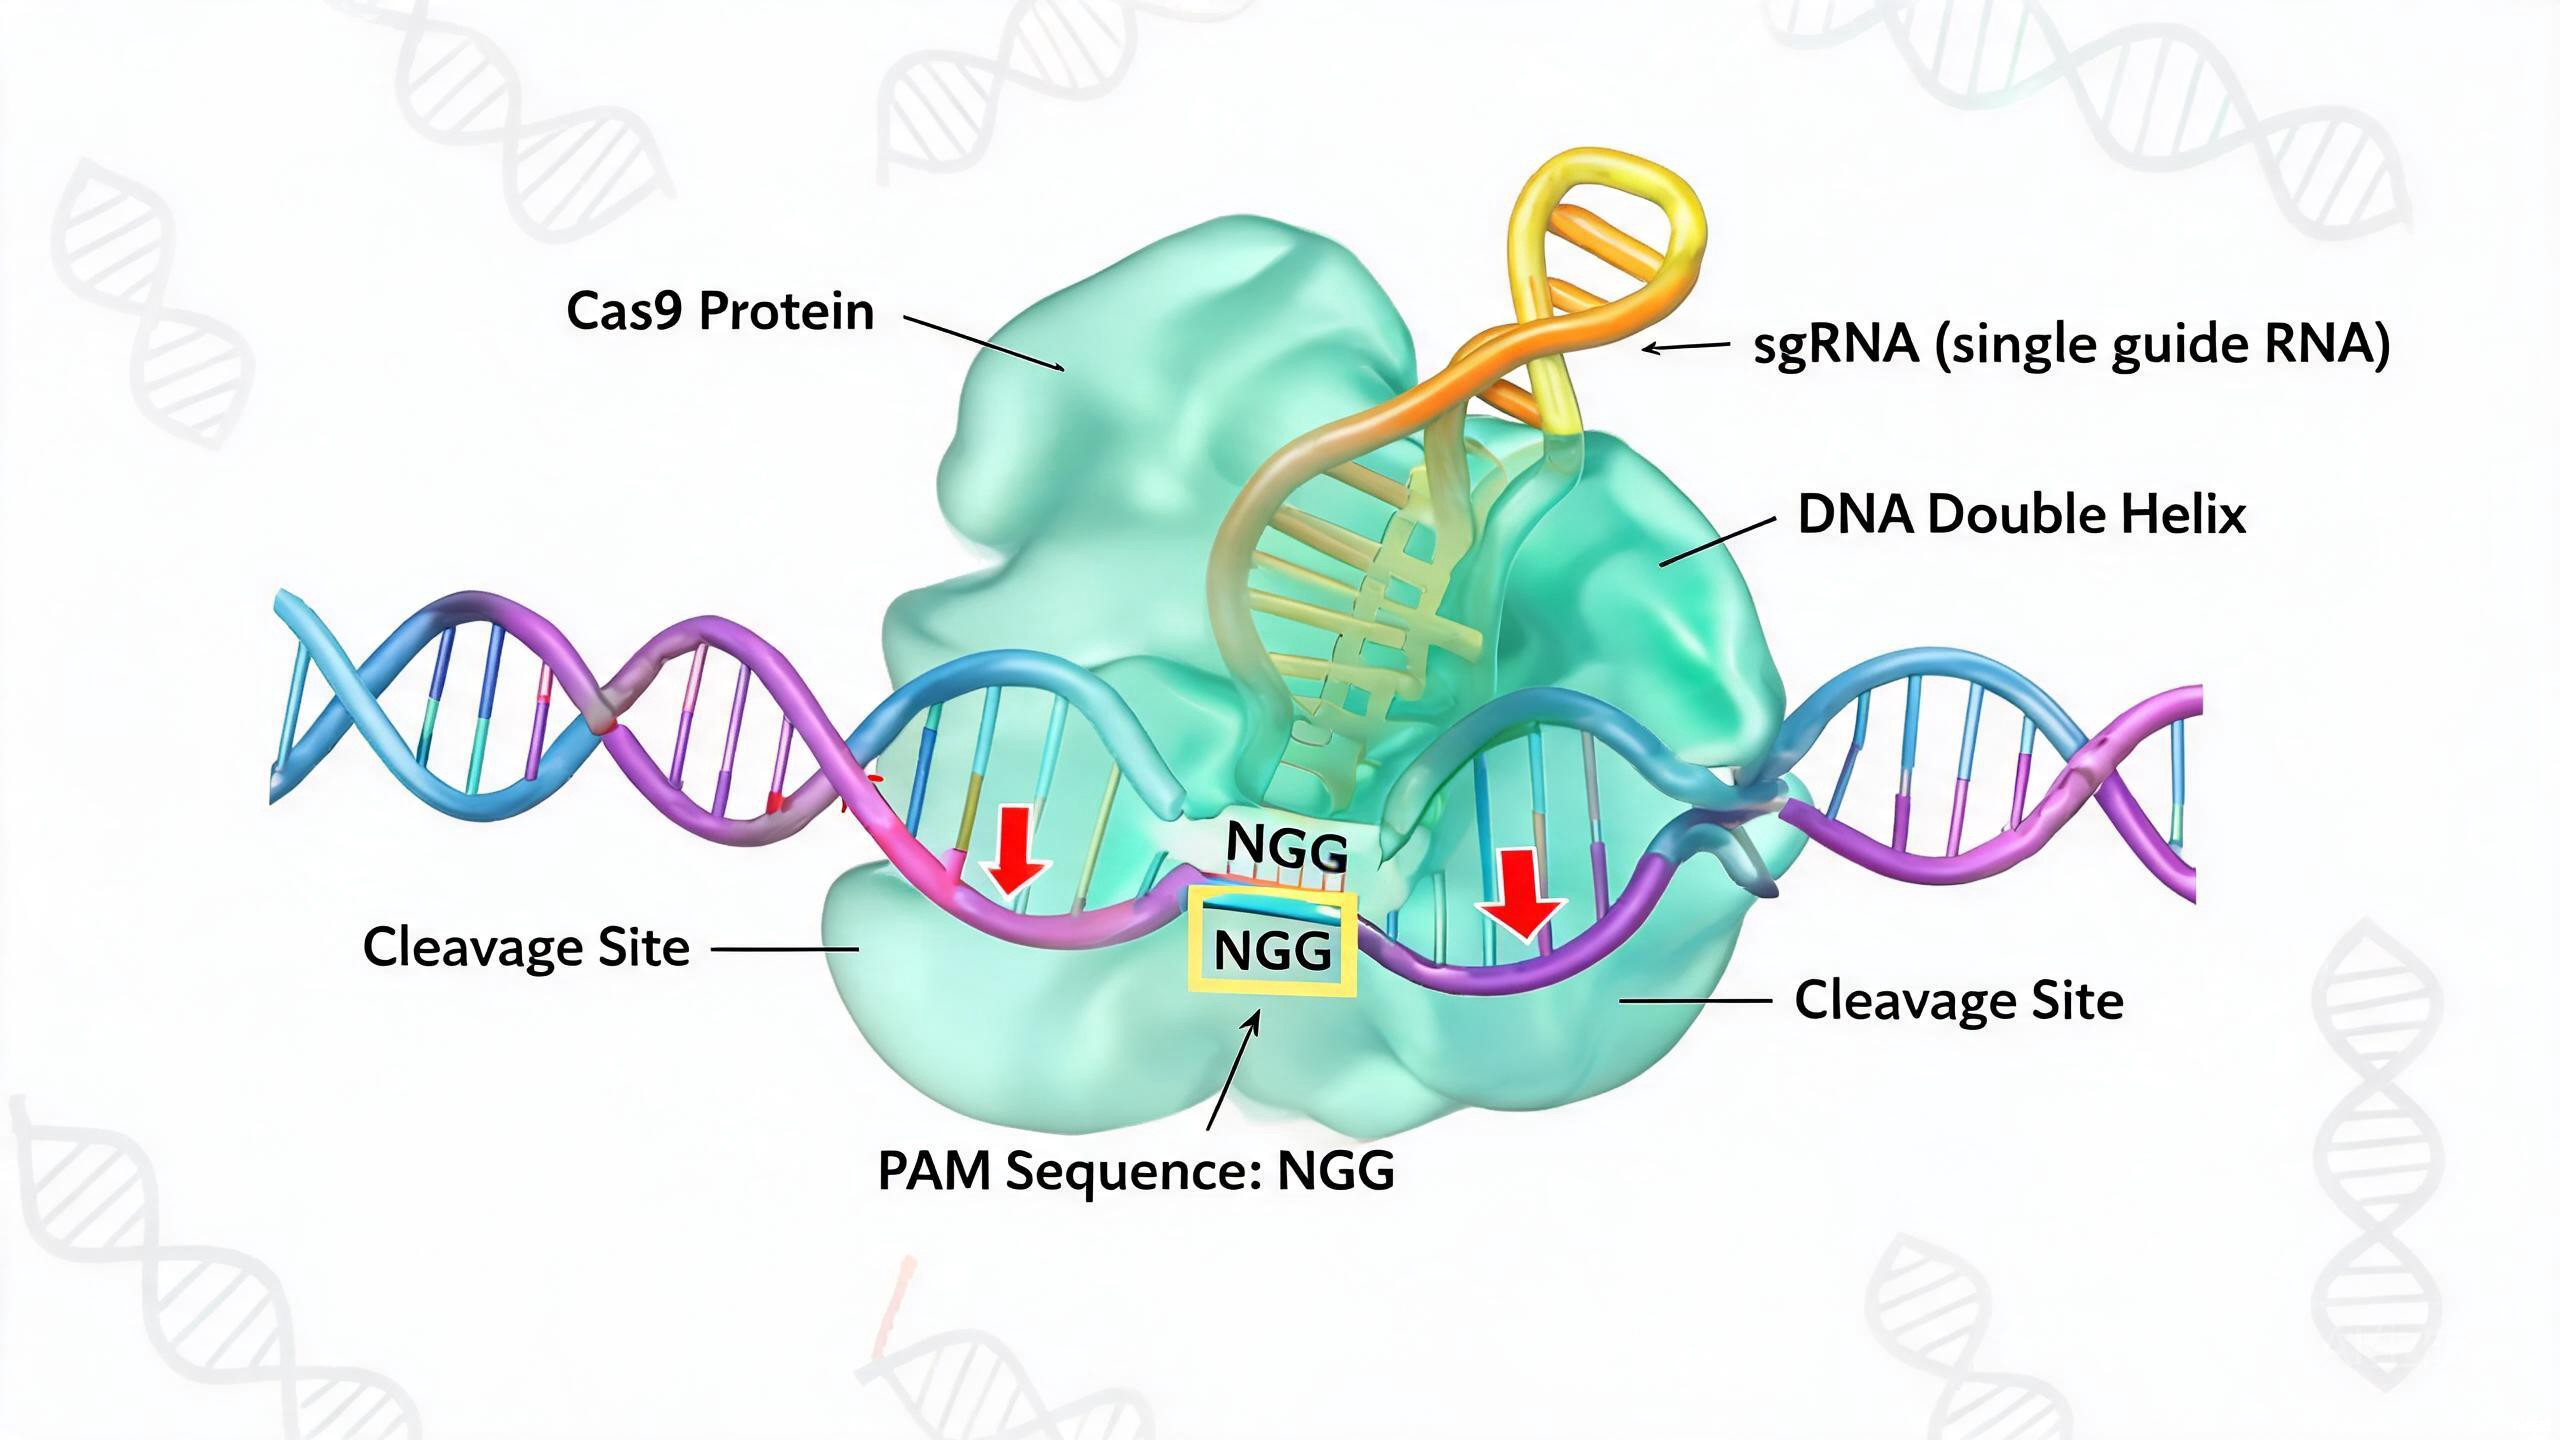 Cas9 Protein
sgRNA (single guide RNA)
DNA Double Helix
NGG
NGG
Cleavage Site
Cleavage Site
PAM Sequence: NGG